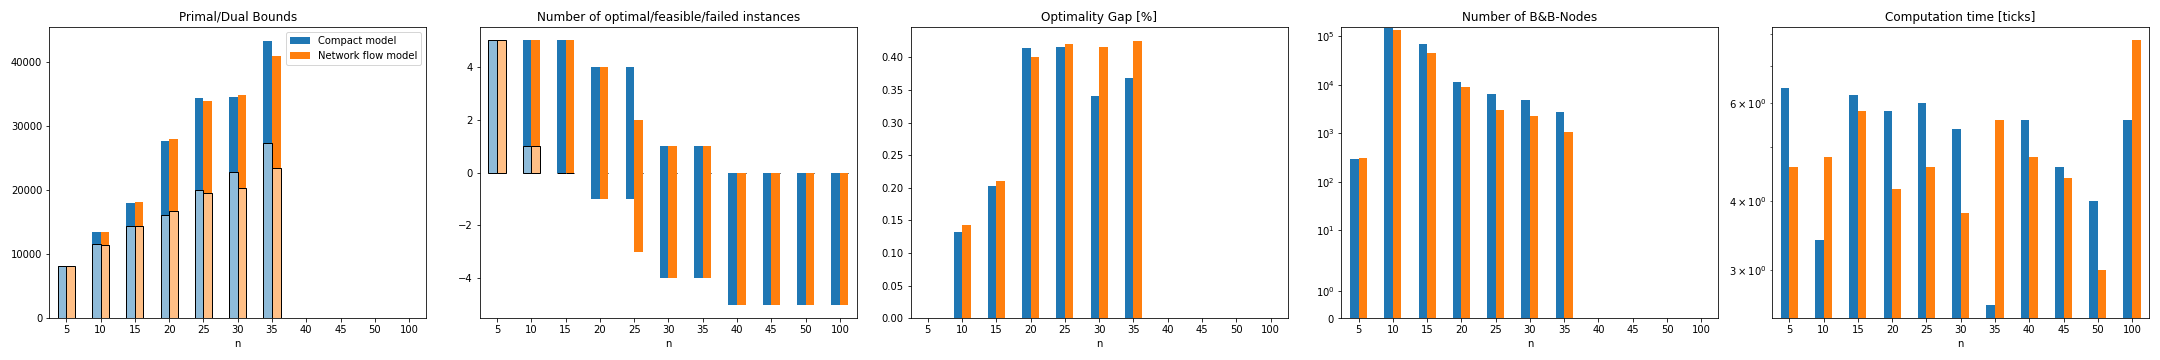 Primal/Dual Bounds
Compact model
Network flow model
40000
30000
20000
10000
0
5 10 15 20 25 30 35 40 45 50 100
n
Number of optimal/feasible/failed instances
4
2
0
−2
−4
5 10 15 20 25 30 35 40 45 50 100
n
Optimality Gap [%]
0.40
0.35
0.30
0.25
0.20
0.15
0.10
0.05
0.00
5 10 15 20 25 30 35 40 45 50 100
n
Number of B&B-Nodes
10⁵
10⁴
10³
10²
10¹
10⁰
0
5 10 15 20 25 30 35 40 45 50 100
n
Computation time [ticks]
6 × 10⁰
4 × 10⁰
3 × 10⁰
5 10 15 20 25 30 35 40 45 50 100
n